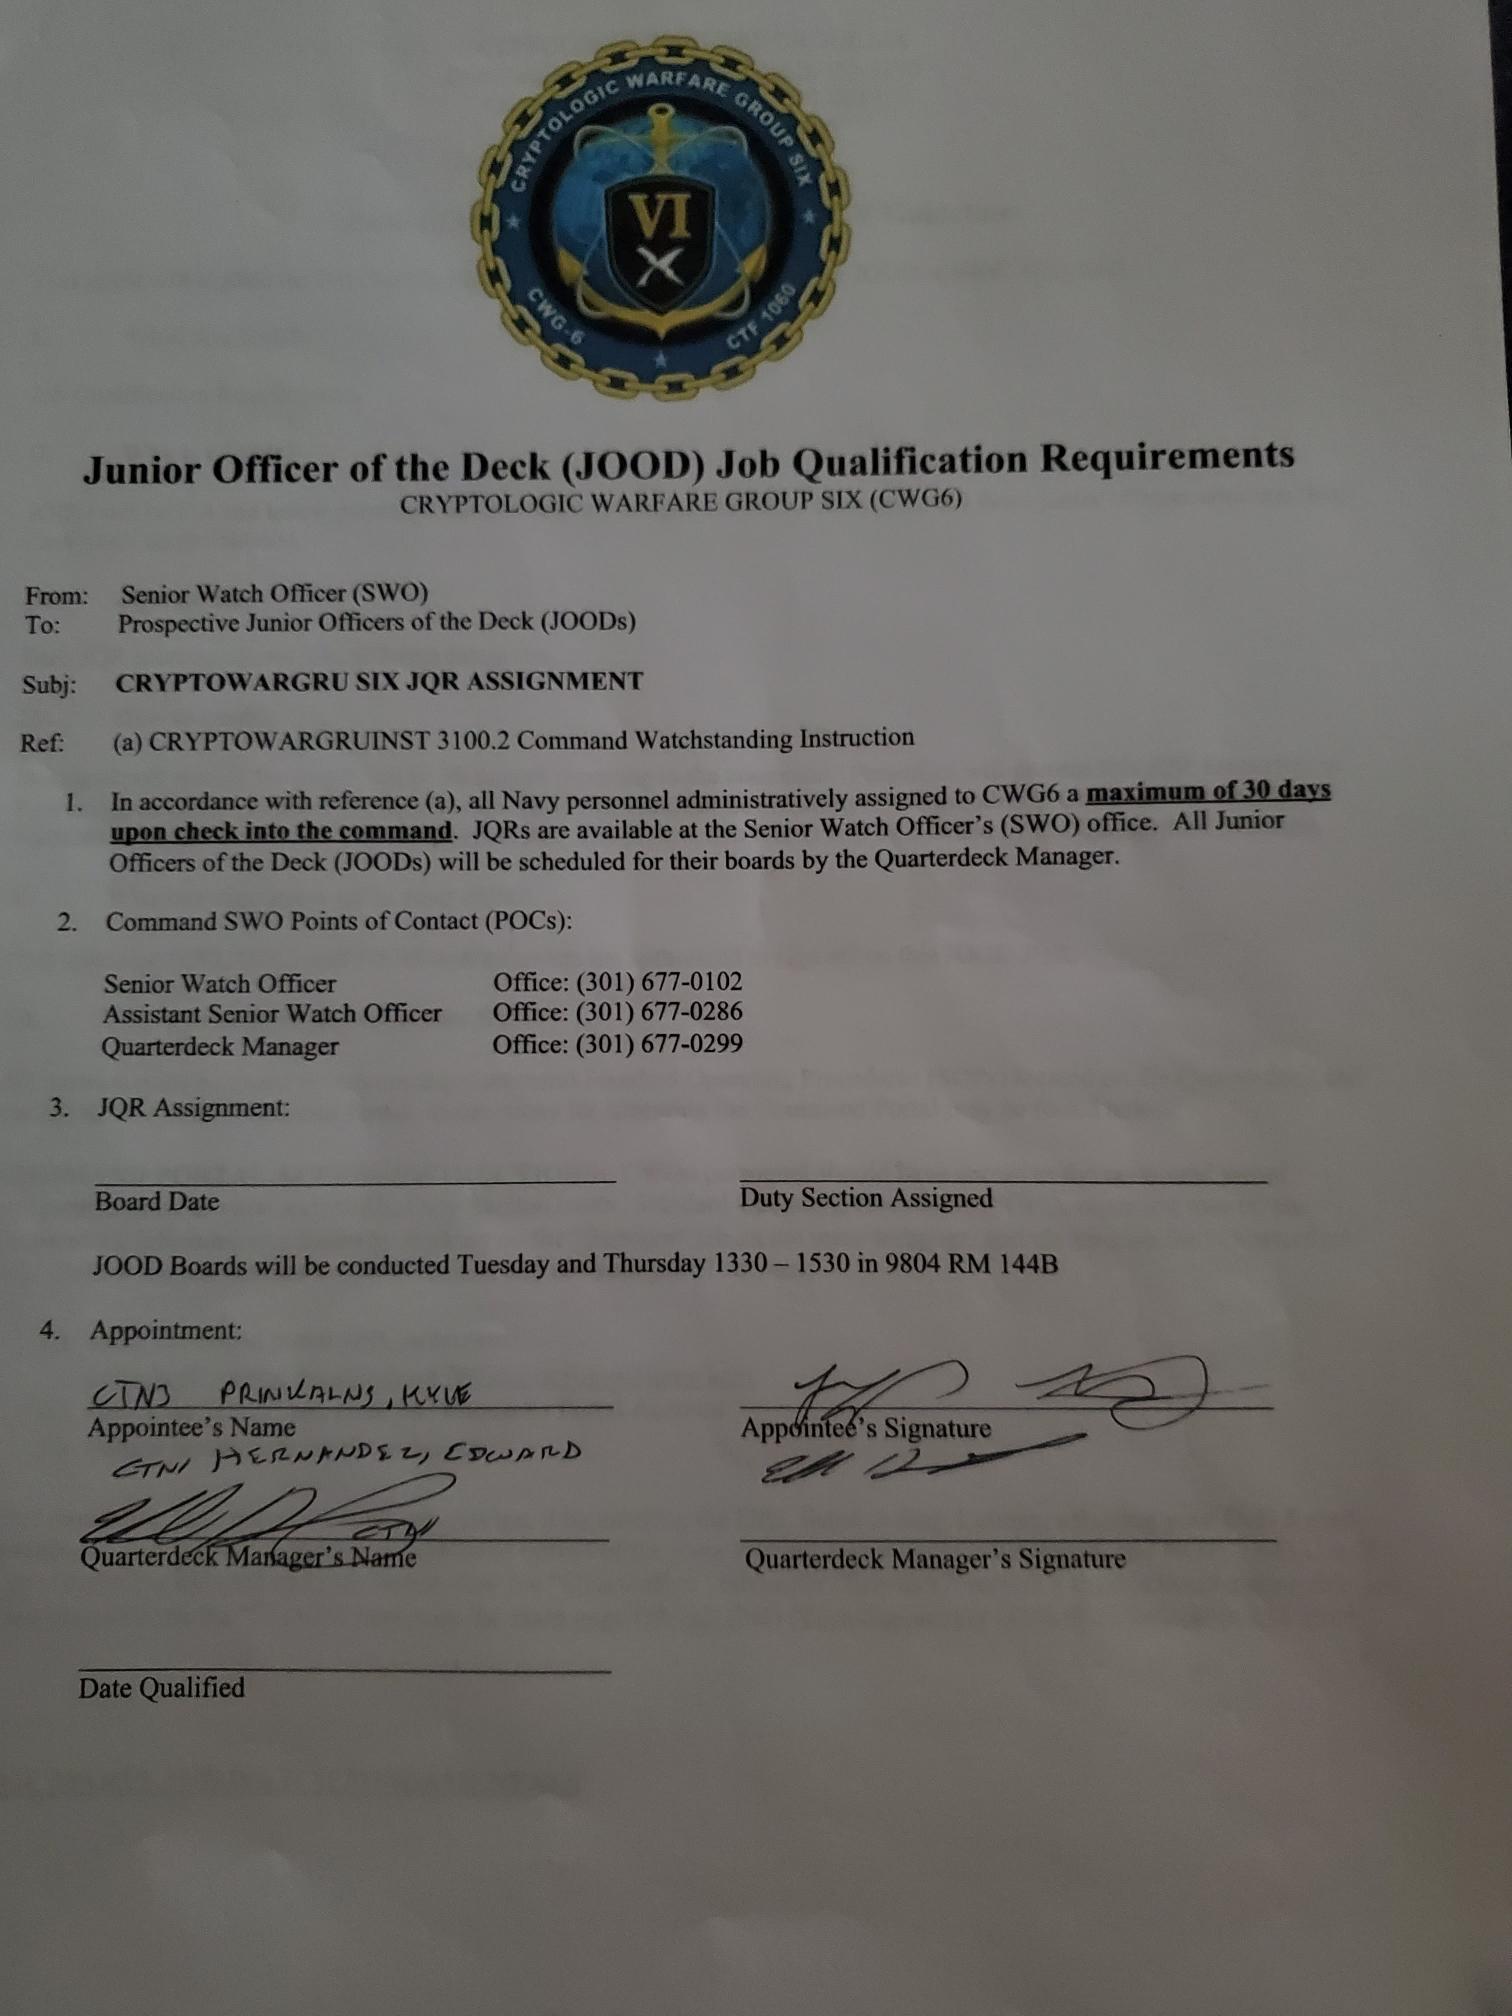 CRYPTOLOGIC WARFARE GROUP SIX
VI
CWG-6
CTF 1060
Junior Officer of the Deck (JOOD) Job Qualification Requirements
CRYPTOLOGIC WARFARE GROUP SIX (CWG6)
From: Senior Watch Officer (SWO)
To: Prospective Junior Officers of the Deck (JOODs)
Subj: CRYPTOWARGRU SIX JQR ASSIGNMENT
Ref: (a) CRYPTOWARGRUINST 3100.2 Command Watchstanding Instruction
1. In accordance with reference (a), all Navy personnel administratively assigned to CWG6 a maximum of 30 days
upon check into the command. JQRs are available at the Senior Watch Officer's (SWO) office. All Junior
Officers of the Deck (JOODs) will be scheduled for their boards by the Quarterdeck Manager.
2. Command SWO Points of Contact (POCs):
Senior Watch Officer Office: (301) 677-0102
Assistant Senior Watch Officer Office: (301) 677-0286
Quarterdeck Manager Office: (301) 677-0299
3. JQR Assignment:
Board Date Duty Section Assigned
JOOD Boards will be conducted Tuesday and Thursday 1330 – 1530 in 9804 RM 144B
4. Appointment:
CTN3 PRINKALNS, KYLE
Appointee's Name Appointee's Signature
CTN1 HERNANDEZ, EDWARD
Quarterdeck Manager's Name Quarterdeck Manager's Signature
Date Qualified